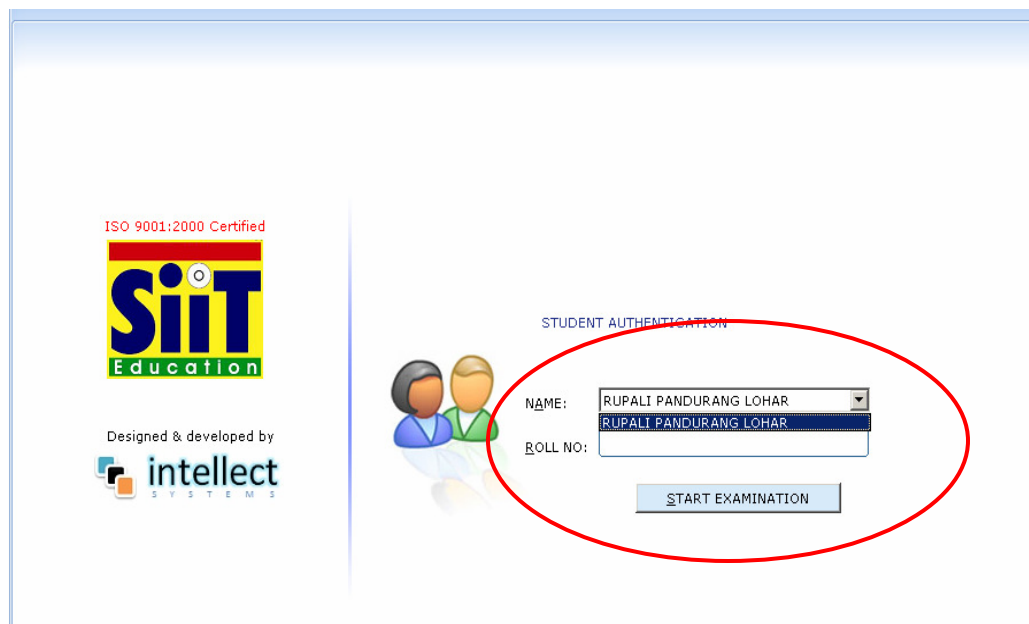 ISO 9001:2000 Certified
SiiT
Education
Designed & developed by
intellect
SYSTEMS
STUDENT AUTHENTICATION
NAME: RUPALI PANDURANG LOHAR
RUPALI PANDURANG LOHAR
ROLL NO:
START EXAMINATION